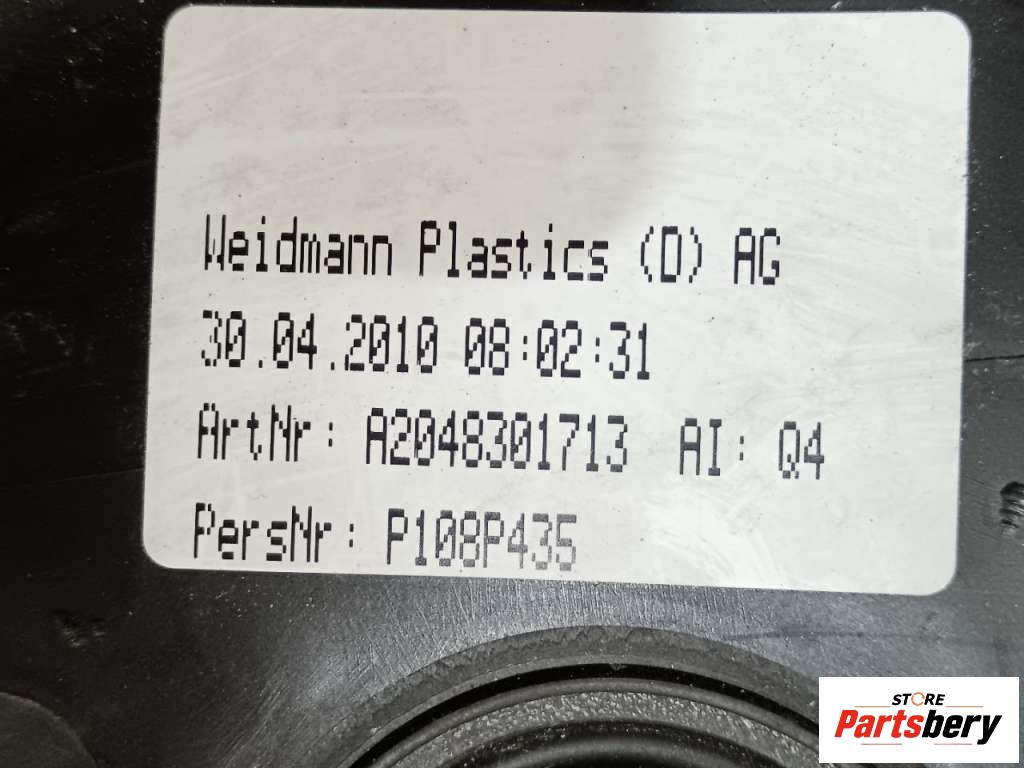 Weidmann Plastics (D) AG
30.04.2010 08:02:31
ArtNr: A2048301713 AI: Q4
PersNr: P108P435
STORE
Partsbery